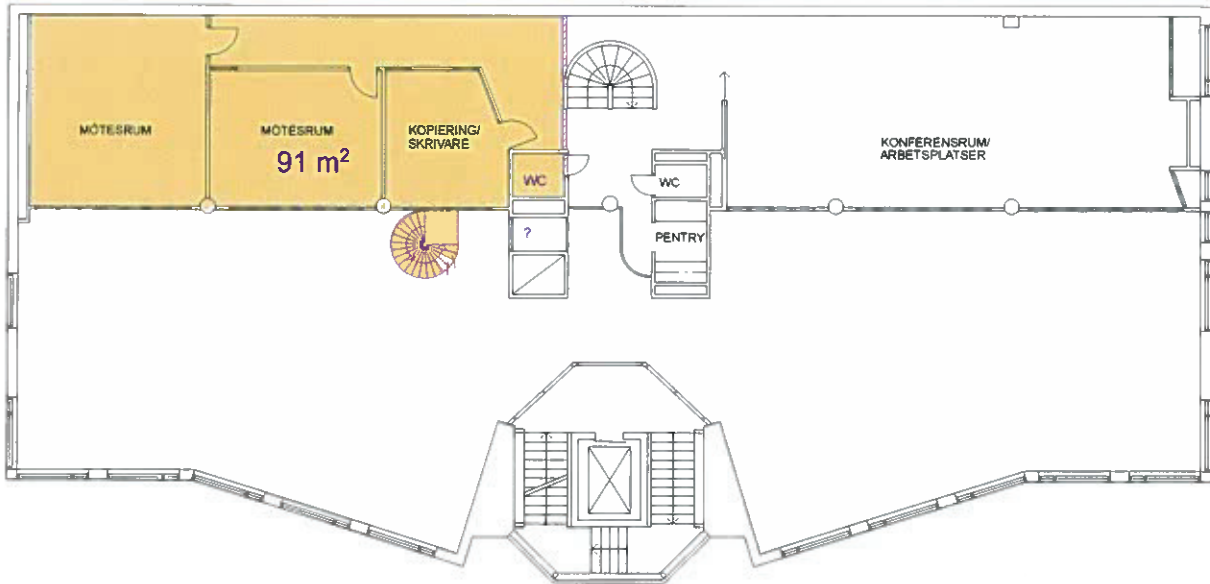 MÖTESRUM
MÖTESRUM
91 m²
KOPIERING/
SKRIVARE
WC
?
WC
PENTRY
KONFERENSRUM/
ARBETSPLATSER